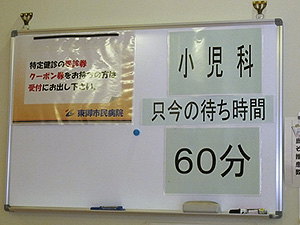 特定健診の受診券
クーポン券をお持ちの方は
受付にお出し下さい。
東御市民病院
小児科
只今の待ち時間
60分